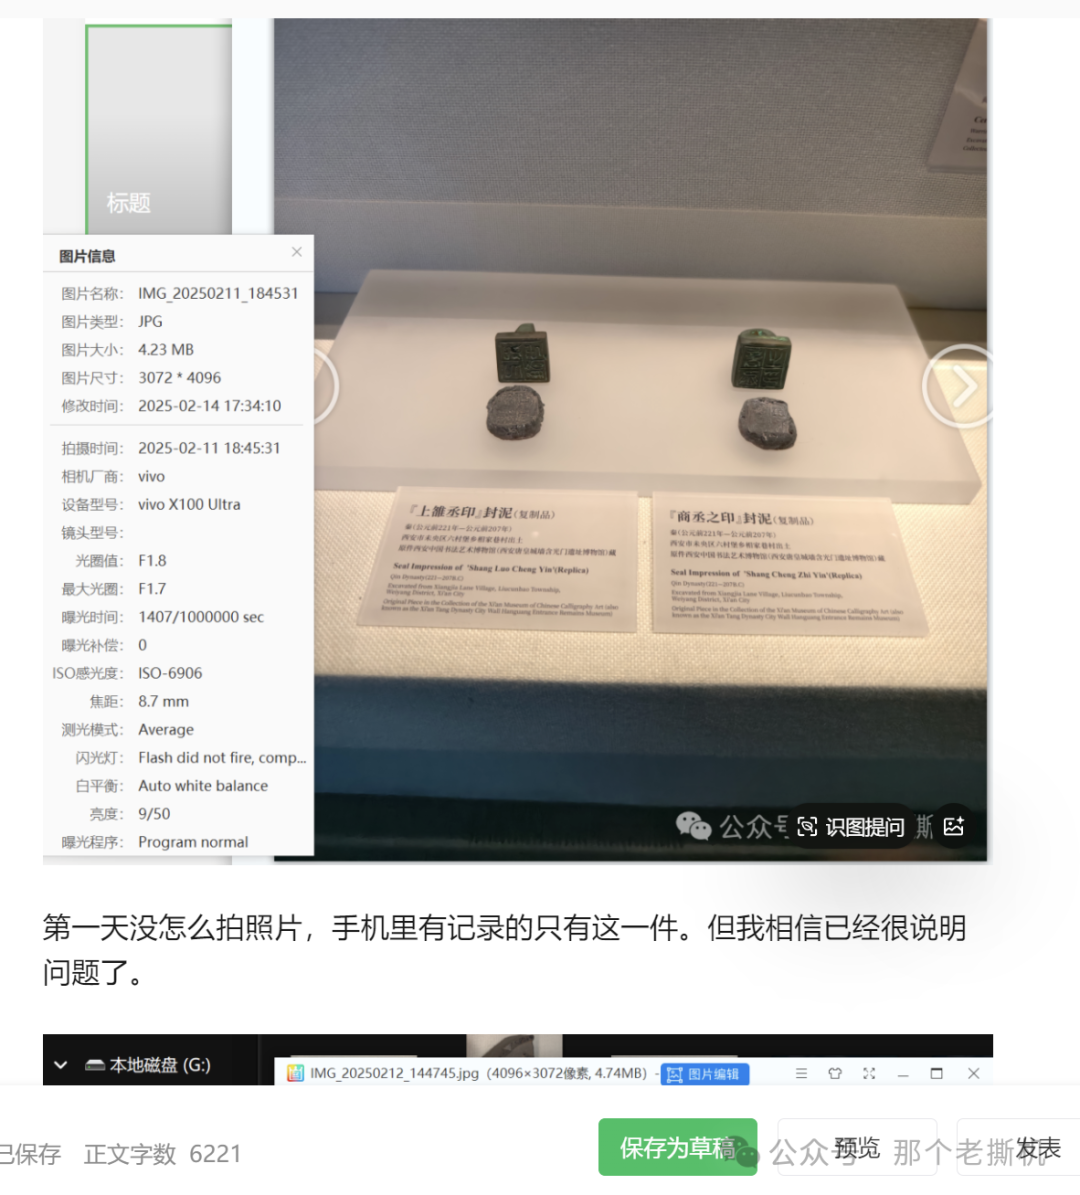 标题
图片信息
图片名称： IMG_20250211_184531
图片类型： JPG
图片大小： 4.23 MB
图片尺寸： 3072 * 4096
修改时间： 2025-02-14 17:34:10
拍摄时间： 2025-02-11 18:45:31
相机厂商： vivo
设备型号： vivo X100 Ultra
镜头型号：
光圈值： F1.8
最大光圈： F1.7
曝光时间： 1407/1000000 sec
曝光补偿： 0
ISO感光度： ISO-6906
焦距： 8.7 mm
测光模式： Average
闪光灯： Flash did not fire, comp...
白平衡： Auto white balance
亮度： 9/50
曝光程序： Program normal
『上雒丞印』封泥(复制品)
秦(公元前221年—公元前207年)
西安市未央区六村堡乡相家巷村出土
原件西安中国书法艺术博物馆(西安唐皇城墙含光门遗址博物馆)藏
Seal Impression of 'Shang Luo Cheng Yin'(Replica)
Qin Dynasty(221—207B.C)
Excavated from Xiangjia Lane Village, Liucunbao Township,
Weiyang District, Xi'an City
Original Piece in the Collection of the Xi'an Museum of Chinese Calligraphy Art (also
known as the Xi'an Tang Dynasty City Wall Hanguang Entrance Remains Museum)
『商丞之印』封泥(复制品)
秦(公元前221年—公元前207年)
西安市未央区六村堡乡相家巷村出土
原件西安中国书法艺术博物馆(西安唐皇城墙含光门遗址博物馆)藏
Seal Impression of 'Shang Cheng Zhi Yin'(Replica)
Qin Dynasty(221—207B.C)
Excavated from Xiangjia Lane Village, Liucunbao Township,
Weiyang District, Xi'an City
Original Piece in the Collection of the Xi'an Museum of Chinese Calligraphy Art (also
known as the Xi'an Tang Dynasty City Wall Hanguang Entrance Remains Museum)
公众号 识图提问 斯
第一天没怎么拍照片，手机里有记录的只有这一件。但我相信已经很说明
问题了。
本地磁盘 (G:)
IMG_20250212_144745.jpg (4096×3072像素, 4.74MB) - 图片编辑
已保存 正文字数 6221
保存为草稿 预览 发表
公众号 那个老撕机